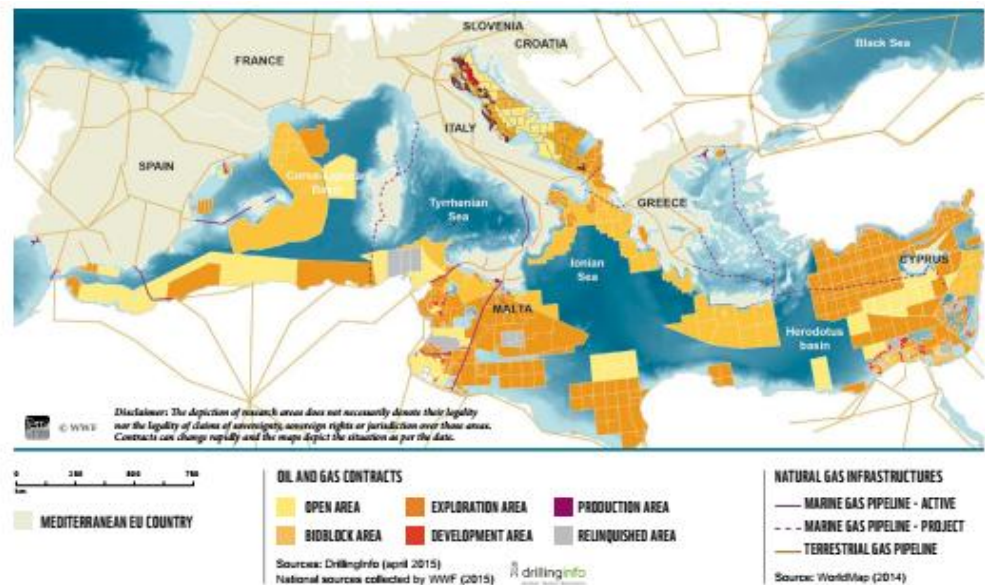 SLOVENIA
CROATIA
Black Sea
FRANCE
ITALY
SPAIN
Tyrrhenian
Sea
GREECE
Ionian
Sea
CYPRUS
MALTA
Herodotus
basin
© WWF
Disclaimer: The depiction of research areas does not necessarily denote their legality
nor the legality of claims of sovereignty, sovereign rights or jurisdiction over those areas.
Contracts can change rapidly and the maps depict the situation as per the date.
0 250 500 750
km
MEDITERRANEAN EU COUNTRY
OIL AND GAS CONTRACTS
OPEN AREA
EXPLORATION AREA
PRODUCTION AREA
BIDBLOCK AREA
DEVELOPMENT AREA
RELINQUISHED AREA
Sources: DrillingInfo (april 2015)
National sources collected by WWF (2015)
drillinginfo
NATURAL GAS INFRASTRUCTURES
MARINE GAS PIPELINE - ACTIVE
MARINE GAS PIPELINE - PROJECT
TERRESTRIAL GAS PIPELINE
Source: WorldMap (2014)